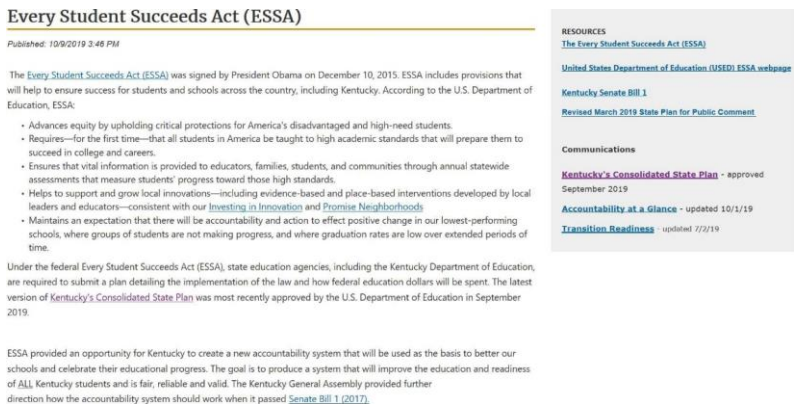 Every Student Succeeds Act (ESSA)
Published: 10/9/2019 3:46 PM
The Every Student Succeeds Act (ESSA) was signed by President Obama on December 10, 2015. ESSA includes provisions that
will help to ensure success for students and schools across the country, including Kentucky. According to the U.S. Department of
Education, ESSA:
• Advances equity by upholding critical protections for America's disadvantaged and high-need students.
• Requires—for the first time—that all students in America be taught to high academic standards that will prepare them to
succeed in college and careers.
• Ensures that vital information is provided to educators, families, students, and communities through annual statewide
assessments that measure students' progress toward those high standards.
• Helps to support and grow local innovations—including evidence-based and place-based interventions developed by local
leaders and educators—consistent with our Investing in Innovation and Promise Neighborhoods
• Maintains an expectation that there will be accountability and action to effect positive change in our lowest-performing
schools, where groups of students are not making progress, and where graduation rates are low over extended periods of
time.
Under the federal Every Student Succeeds Act (ESSA), state education agencies, including the Kentucky Department of Education,
are required to submit a plan detailing the implementation of the law and how federal education dollars will be spent. The latest
version of Kentucky's Consolidated State Plan was most recently approved by the U.S. Department of Education in September
2019.
ESSA provided an opportunity for Kentucky to create a new accountability system that will be used as the basis to better our
schools and celebrate their educational progress. The goal is to produce a system that will improve the education and readiness
of ALL Kentucky students and is fair, reliable and valid. The Kentucky General Assembly provided further
direction how the accountability system should work when it passed Senate Bill 1 (2017).
RESOURCES
The Every Student Succeeds Act (ESSA)
United States Department of Education (USED) ESSA webpage
Kentucky Senate Bill 1
Revised March 2019 State Plan for Public Comment
Communications
Kentucky's Consolidated State Plan - approved
September 2019
Accountability at a Glance - updated 10/1/19
Transition Readiness - updated 7/2/19